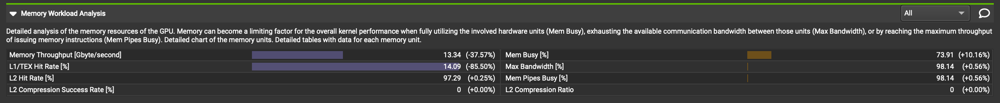 Memory Workload Analysis
All
Detailed analysis of the memory resources of the GPU. Memory can become a limiting factor for the overall kernel performance when fully utilizing the involved hardware units (Mem Busy), exhausting the available communication bandwidth between those units (Max Bandwidth), or by reaching the maximum throughput
of issuing memory instructions (Mem Pipes Busy). Detailed chart of the memory units. Detailed tables with data for each memory unit.
Memory Throughput [Gbyte/second] 13.34 (-37.57%) Mem Busy [%] 73.91 (+10.16%)
L1/TEX Hit Rate [%] 14.09 (-85.50%) Max Bandwidth [%] 98.14 (+0.56%)
L2 Hit Rate [%] 97.29 (+0.25%) Mem Pipes Busy [%] 98.14 (+0.56%)
L2 Compression Success Rate [%] 0 (+0.00%) L2 Compression Ratio 0 (+0.00%)